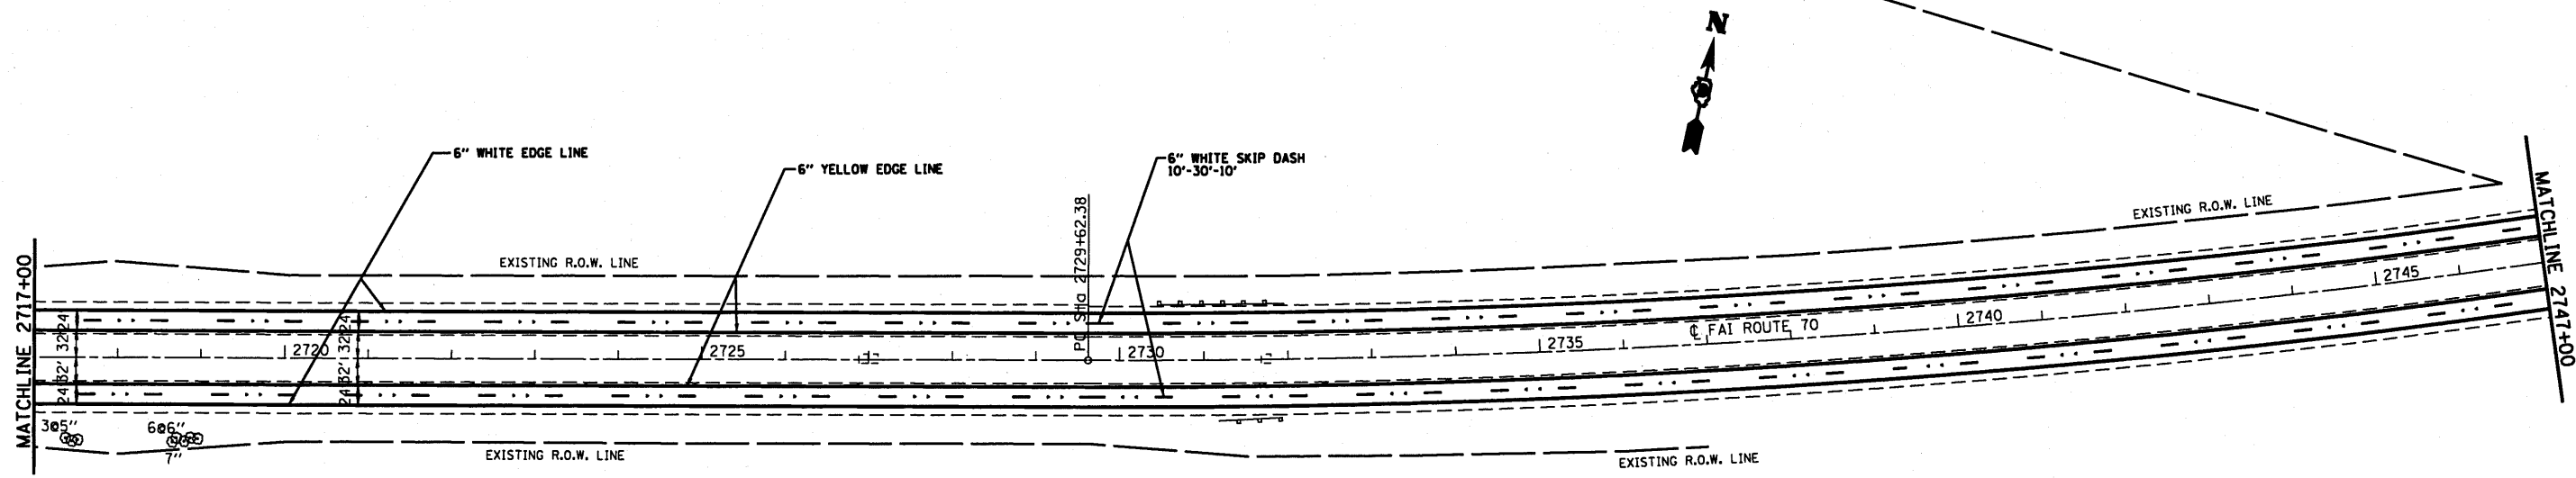 N
6" WHITE EDGE LINE
6" YELLOW EDGE LINE
6" WHITE SKIP DASH
10'-30'-10'
EXISTING R.O.W. LINE
EXISTING R.O.W. LINE
MATCHLINE 2717+00
24
32
32'
24'
2720
24
32
32'
24'
2725
PC Sta 2729+62.38
2730
2735
℄ FAI ROUTE 70
2740
2745
MATCHLINE 2747+00
3@5"
6@6"
7"
EXISTING R.O.W. LINE
EXISTING R.O.W. LINE